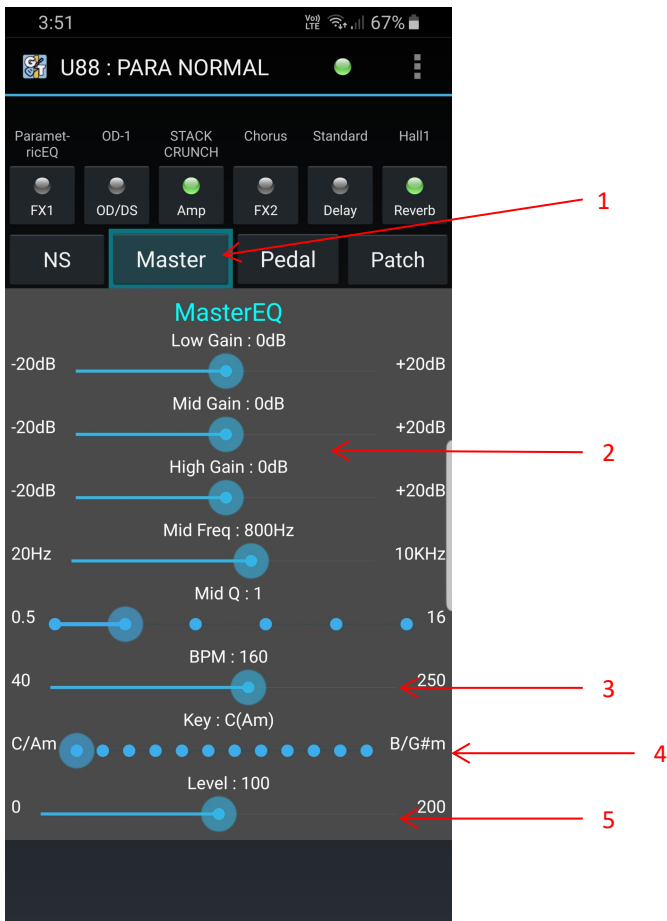 3:51 Vo)) LTE 67%
U88 : PARA NORMAL
Paramet- OD-1 STACK Chorus Standard Hall1
ricEQ CRUNCH
FX1 OD/DS Amp FX2 Delay Reverb
1
NS Master Pedal Patch
MasterEQ
Low Gain : 0dB
-20dB +20dB
Mid Gain : 0dB
-20dB +20dB
2
High Gain : 0dB
-20dB +20dB
Mid Freq : 800Hz
20Hz 10KHz
Mid Q : 1
0.5 16
BPM : 160
40 250
3
Key : C(Am)
C/Am B/G#m
4
Level : 100
0 200
5